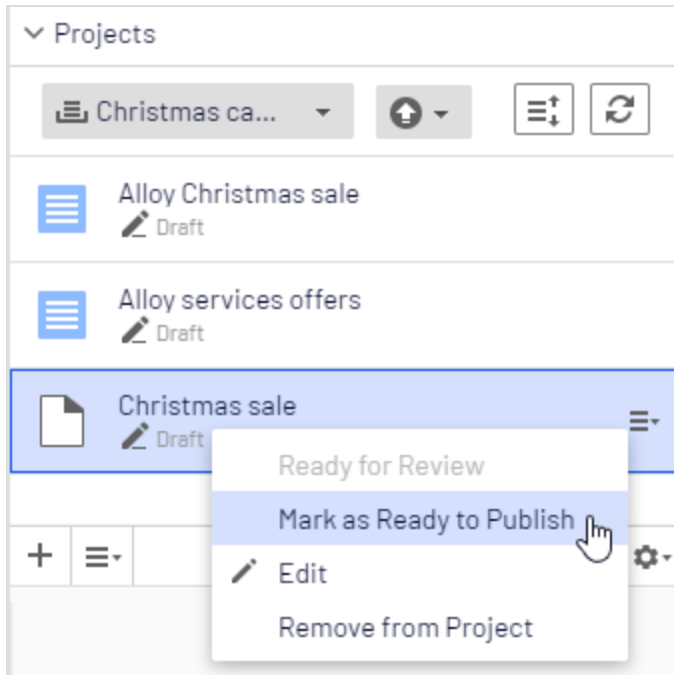 Projects
Christmas ca...
Alloy Christmas sale
Draft
Alloy services offers
Draft
Christmas sale
Draft
Ready for Review
Mark as Ready to Publish
Edit
Remove from Project